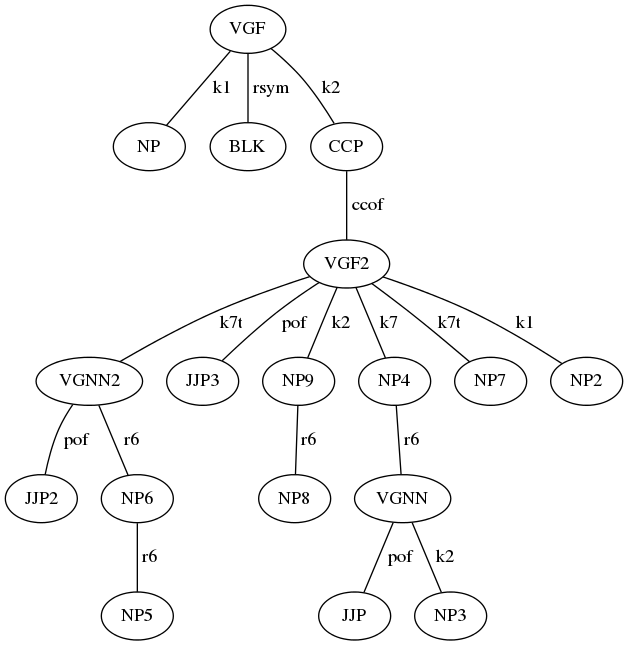 VGF
k1 rsym k2
NP BLK CCP
ccof
VGF2
k7t pof k2 k7 k7t k1
VGNN2 JJP3 NP9 NP4 NP7 NP2
pof r6 r6 r6
JJP2 NP6 NP8 VGNN
r6 pof k2
NP5 JJP NP3